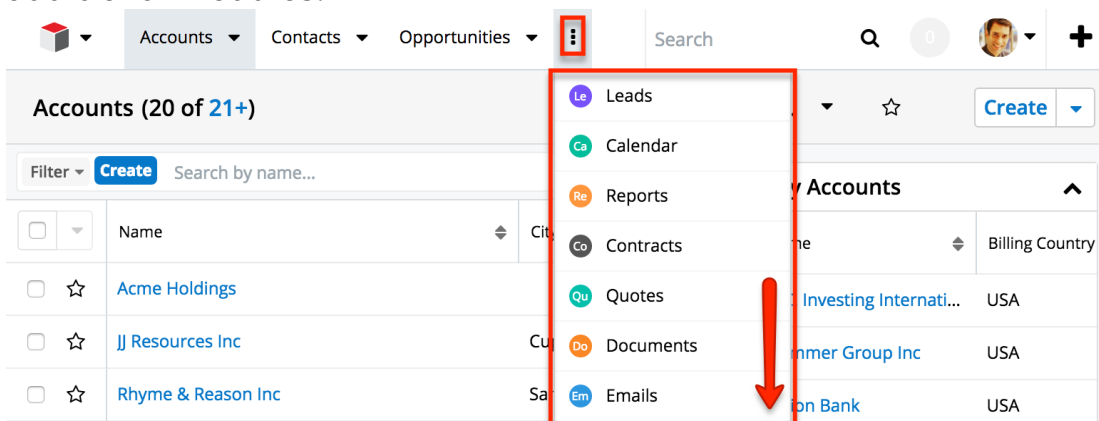 Accounts Contacts Opportunities Search 0
Accounts (20 of 21+) Create
Le Leads
Ca Calendar
Filter Create Search by name...
Re Reports
Accounts
Name
Co Contracts
Billing Country
Acme Holdings
Qu Quotes
Investing Internati... USA
JJ Resources Inc
Do Documents
Group Inc USA
Rhyme & Reason Inc
Em Emails
Bank USA